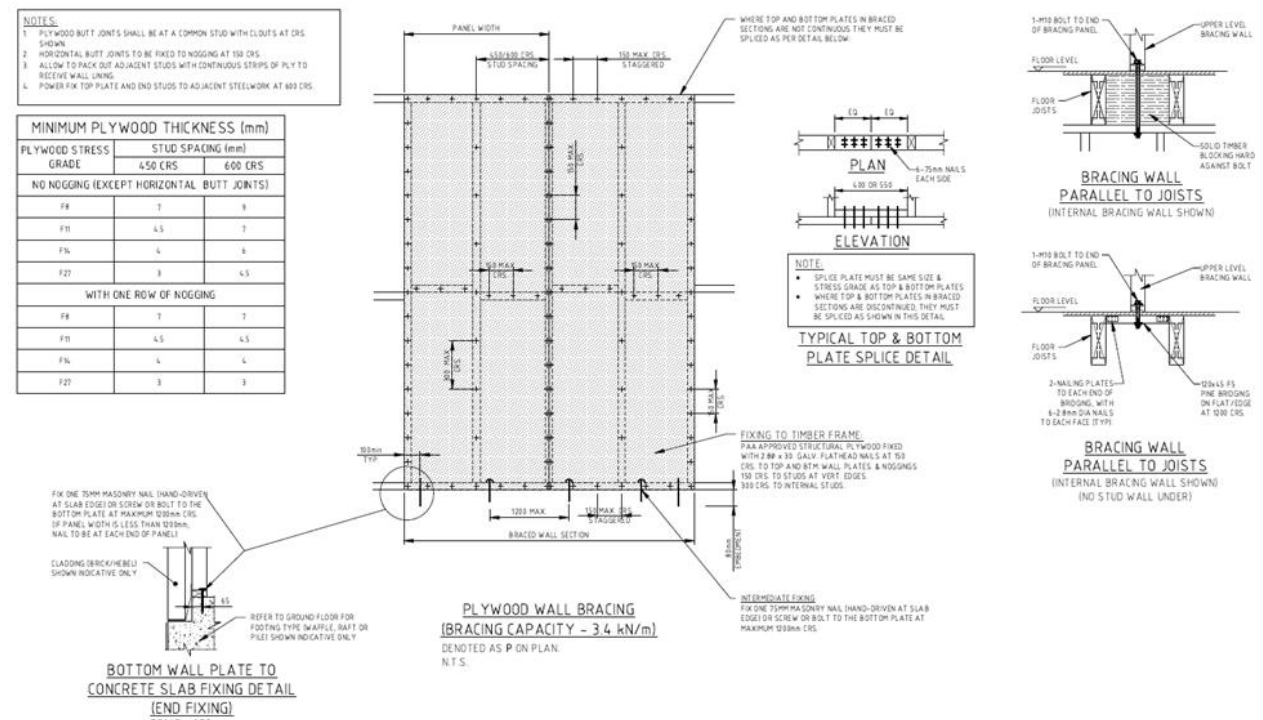 NOTES:
1 PLYWOOD BUTT JOINTS SHALL BE AT A COMMON STUD WITH CLOUTS AT CRS
SHOWN
2 HORIZONTAL BUTT JOINTS TO BE FIXED TO NOGGING AT 150 CRS.
3 ALLOW TO PACK OUT ADJACENT STUDS WITH CONTINUOUS STRIPS OF PLY TO
RECEIVE WALL LINING.
4 POWER FIX TOP PLATE AND END STUDS TO ADJACENT STEELWORK AT 600 CRS.
MINIMUM PLYWOOD THICKNESS (mm)
PLYWOOD STRESS GRADE
STUD SPACING (mm)
450 CRS 600 CRS
NO NOGGING (EXCEPT HORIZONTAL BUTT JOINTS)
F8 7 9
F11 4.5 7
F14 4 6
F27 3 4.5
WITH ONE ROW OF NOGGING
F8 7 7
F11 4.5 4.5
F14 4 4
F27 3 3
PANEL WIDTH
450/600 CRS
STUD SPACING
150 MAX. CRS.
STAGGERED
150 MAX
CRS.
150 MAX
CRS.
150 MAX
CRS.
300 MAX
CRS.
150 MAX
CRS.
100min
TYP.
1200 MAX
150 MAX. CRS.
STAGGERED
BRACED WALL SECTION
80mm
EMBEDMENT
WHERE TOP AND BOTTOM PLATES IN BRACED
SECTIONS ARE NOT CONTINUOUS THEY MUST BE
SPLICED AS PER DETAIL BELOW:
EQ EQ
PLAN
6-75mm NAILS
EACH SIDE
400 OR 550
ELEVATION
NOTE:
• SPLICE PLATE MUST BE SAME SIZE &
STRESS GRADE AS TOP & BOTTOM PLATES
• WHERE TOP & BOTTOM PLATES IN BRACED
SECTIONS ARE DISCONTINUED, THEY MUST
BE SPLICED AS SHOWN IN THIS DETAIL
TYPICAL TOP & BOTTOM
PLATE SPLICE DETAIL
FIXING TO TIMBER FRAME:
PAA APPROVED STRUCTURAL PLYWOOD FIXED
WITH 2.8Ø x 30 GALV. FLATHEAD NAILS AT 150
CRS. TO TOP AND BTM. WALL PLATES & NOGGINGS
150 CRS. TO STUDS AT VERT. EDGES.
300 CRS. TO INTERNAL STUDS.
INTERMEDIATE FIXING
FIX ONE 75MM MASONRY NAIL (HAND-DRIVEN AT SLAB
EDGE) OR SCREW OR BOLT TO THE BOTTOM PLATE AT
MAXIMUM 1200mm CRS.
PLYWOOD WALL BRACING
(BRACING CAPACITY - 3.4 kN/m)
DENOTED AS P ON PLAN.
N.T.S.
FIX ONE 75MM MASONRY NAIL (HAND-DRIVEN
AT SLAB EDGE) OR SCREW OR BOLT TO THE
BOTTOM PLATE AT MAXIMUM 1200mm CRS.
(IF PANEL WIDTH IS LESS THAN 1200mm,
NAIL TO BE AT EACH END OF PANEL)
CLADDING (BRICK/HEBEL)
SHOWN INDICATIVE ONLY
65
REFER TO GROUND FLOOR FOR
FOOTING TYPE (WAFFLE, RAFT OR
PILE) SHOWN INDICATIVE ONLY
BOTTOM WALL PLATE TO
CONCRETE SLAB FIXING DETAIL
(END FIXING)
1-M10 BOLT TO END
OF BRACING PANEL
UPPER LEVEL
BRACING WALL
FLOOR LEVEL
FLOOR
JOISTS
SOLID TIMBER
BLOCKING HARD
AGAINST BOLT
BRACING WALL
PARALLEL TO JOISTS
(INTERNAL BRACING WALL SHOWN)
1-M10 BOLT TO END
OF BRACING PANEL
UPPER LEVEL
BRACING WALL
FLOOR LEVEL
FLOOR
JOISTS
2-NAILING PLATES
TO EACH END OF
BRIDGING, WITH
6-2.8mm DIA NAILS
TO EACH FACE (TYP).
120x45 F5
PINE BRIDGING
ON FLAT/EDGE
AT 1200 CRS.
BRACING WALL
PARALLEL TO JOISTS
(INTERNAL BRACING WALL SHOWN)
(NO STUD WALL UNDER)